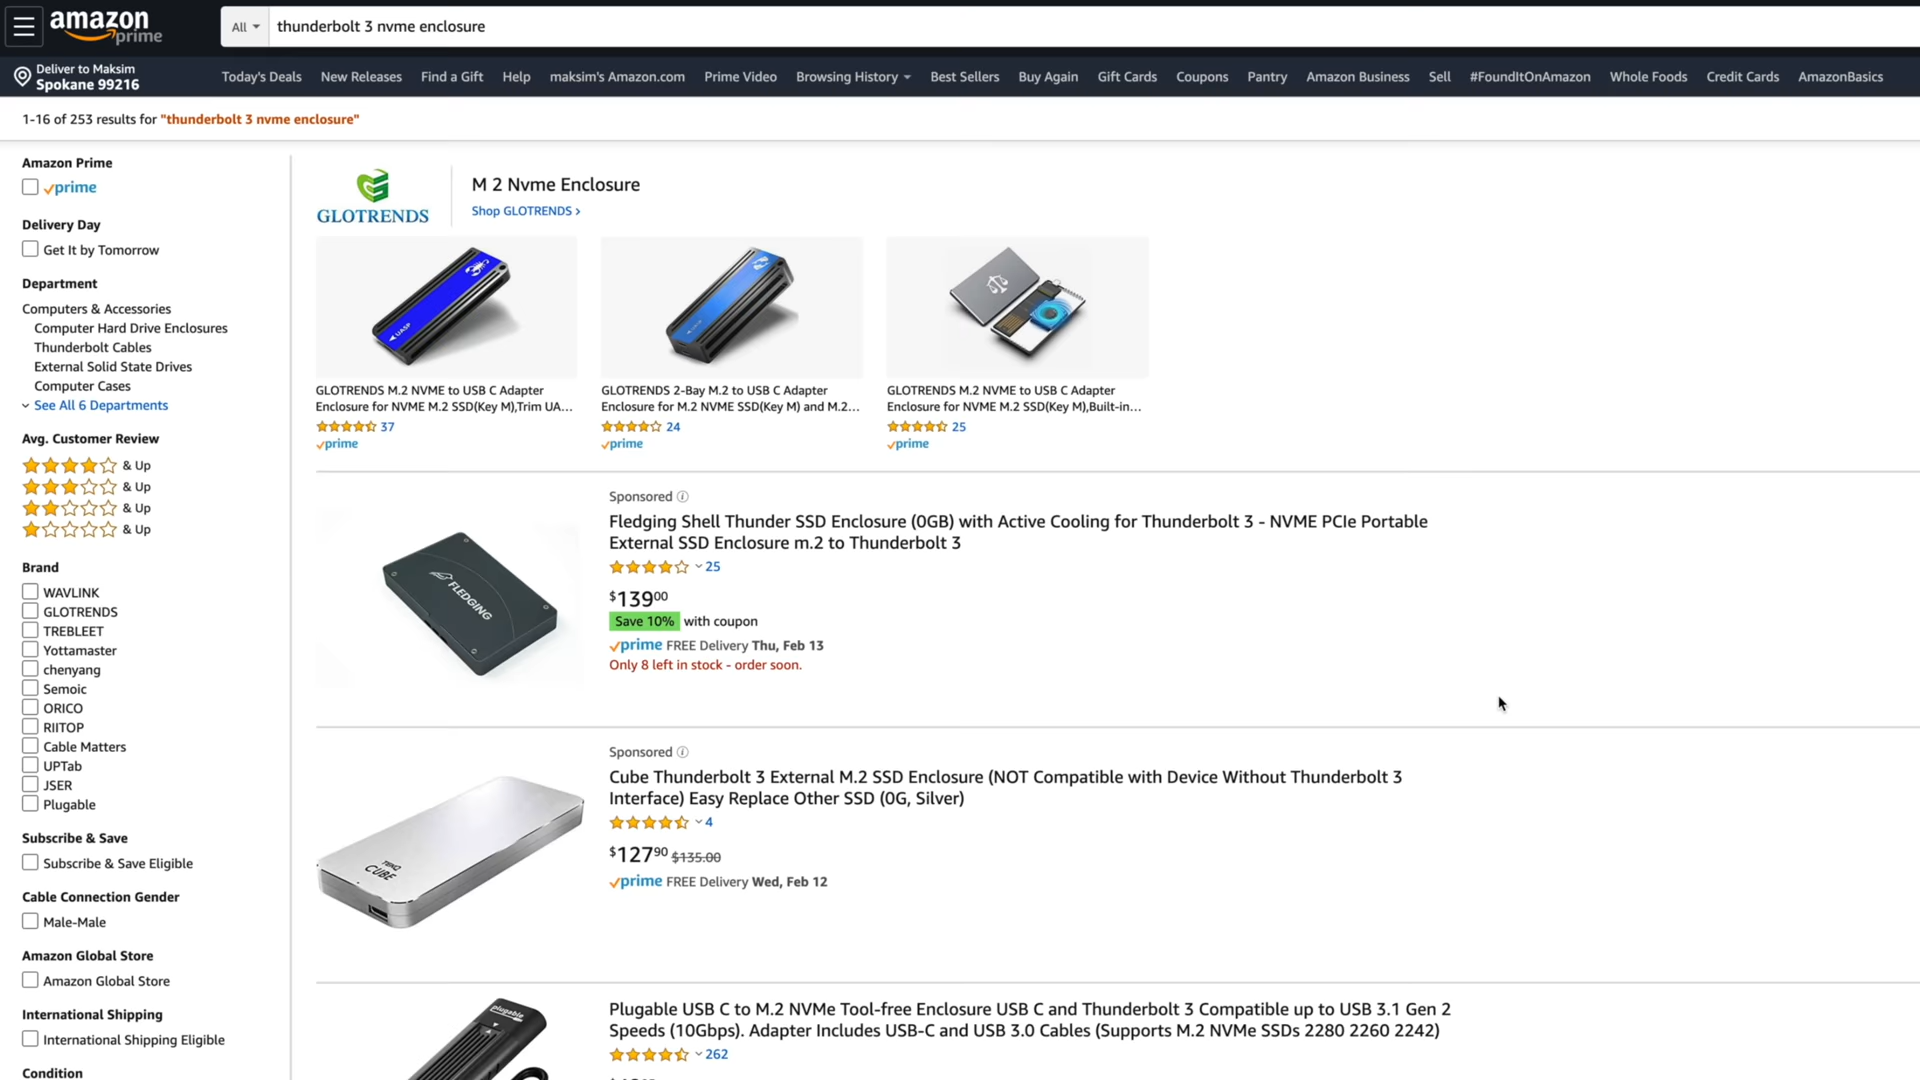 amazon
prime
All
thunderbolt 3 nvme enclosure
Deliver to Maksim
Spokane 99216
Today's Deals
New Releases
Find a Gift
Help
maksim's Amazon.com
Prime Video
Browsing History
Best Sellers
Buy Again
Gift Cards
Coupons
Pantry
Amazon Business
Sell
#FoundItOnAmazon
Whole Foods
Credit Cards
AmazonBasics
1-16 of 253 results for "thunderbolt 3 nvme enclosure"
Amazon Prime
prime
Delivery Day
Get It by Tomorrow
Department
Computers & Accessories
Computer Hard Drive Enclosures
Thunderbolt Cables
External Solid State Drives
Computer Cases
See All 6 Departments
Avg. Customer Review
& Up
& Up
& Up
& Up
Brand
WAVLINK
GLOTRENDS
TREBLEET
Yottamaster
chenyang
Semoic
ORICO
RIITOP
Cable Matters
UPTab
JSER
Plugable
Subscribe & Save
Subscribe & Save Eligible
Cable Connection Gender
Male-Male
Amazon Global Store
Amazon Global Store
International Shipping
International Shipping Eligible
Condition
GLOTRENDS
M 2 Nvme Enclosure
Shop GLOTRENDS ›
UASP
GLOTRENDS M.2 NVME to USB C Adapter
Enclosure for NVME M.2 SSD(Key M),Trim UA...
37
prime
GLOTRENDS 2-Bay M.2 to USB C Adapter
Enclosure for M.2 NVME SSD(Key M) and M.2...
24
prime
GLOTRENDS M.2 NVME to USB C Adapter
Enclosure for NVME M.2 SSD(Key M),Built-in...
25
prime
FLEDGING
Sponsored
Fledging Shell Thunder SSD Enclosure (0GB) with Active Cooling for Thunderbolt 3 - NVME PCIe Portable
External SSD Enclosure m.2 to Thunderbolt 3
25
$13900
Save 10% with coupon
prime FREE Delivery Thu, Feb 13
Only 8 left in stock - order soon.
CUBE
Sponsored
Cube Thunderbolt 3 External M.2 SSD Enclosure (NOT Compatible with Device Without Thunderbolt 3
Interface) Easy Replace Other SSD (0G, Silver)
4
$12790 $135.00
prime FREE Delivery Wed, Feb 12
plugable
Plugable USB C to M.2 NVMe Tool-free Enclosure USB C and Thunderbolt 3 Compatible up to USB 3.1 Gen 2
Speeds (10Gbps). Adapter Includes USB-C and USB 3.0 Cables (Supports M.2 NVMe SSDs 2280 2260 2242)
262